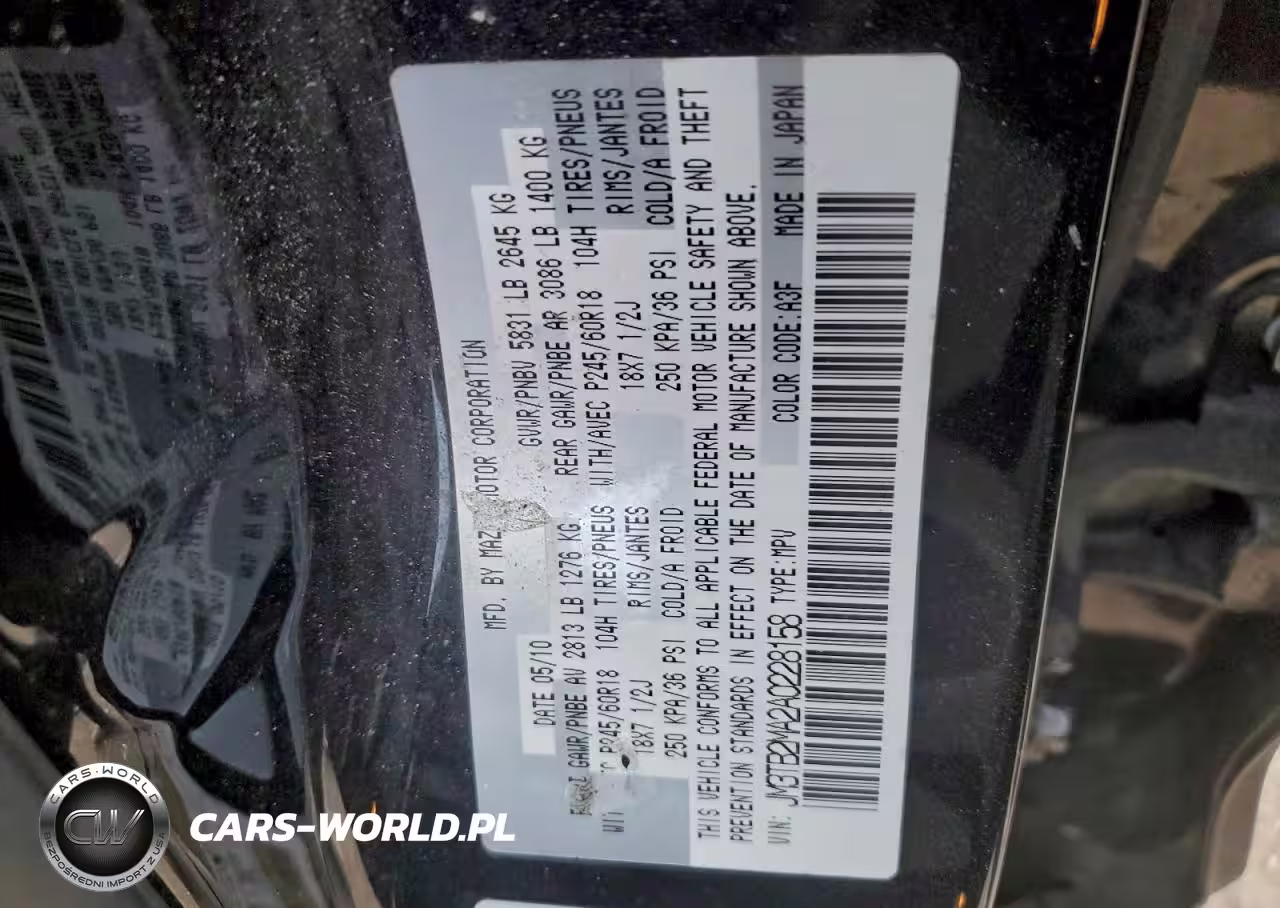 MFD. BY MAZ OTOR CORPORATION
DATE 05/10 GVWR/PNBV 5831 LB 2645 KG
GAWR/PNBE AV 2813 LB 1276 KG REAR GAWR/PNBE AR 3086 LB 1400 KG
P245/60R18 104H TIRES/PNEUS WITH/AVEC P245/60R18 104H TIRES/PNEUS
18X7 1/2J RIMS/JANTES 18X7 1/2J RIMS/JANTES
250 KPA/36 PSI COLD/A FROID 250 KPA/36 PSI COLD/A FROID
THIS VEHICLE CONFORMS TO ALL APPLICABLE FEDERAL MOTOR VEHICLE SAFETY AND THEFT
PREVENTION STANDARDS IN EFFECT ON THE DATE OF MANUFACTURE SHOWN ABOVE.
COLOR CODE:A3F MADE IN JAPAN
VIN: JM3TB2MA2A0228158 TYPE:MPV
CARS-WORLD
CW
BEZPOŚREDNI IMPORT Z USA
CARS-WORLD.PL